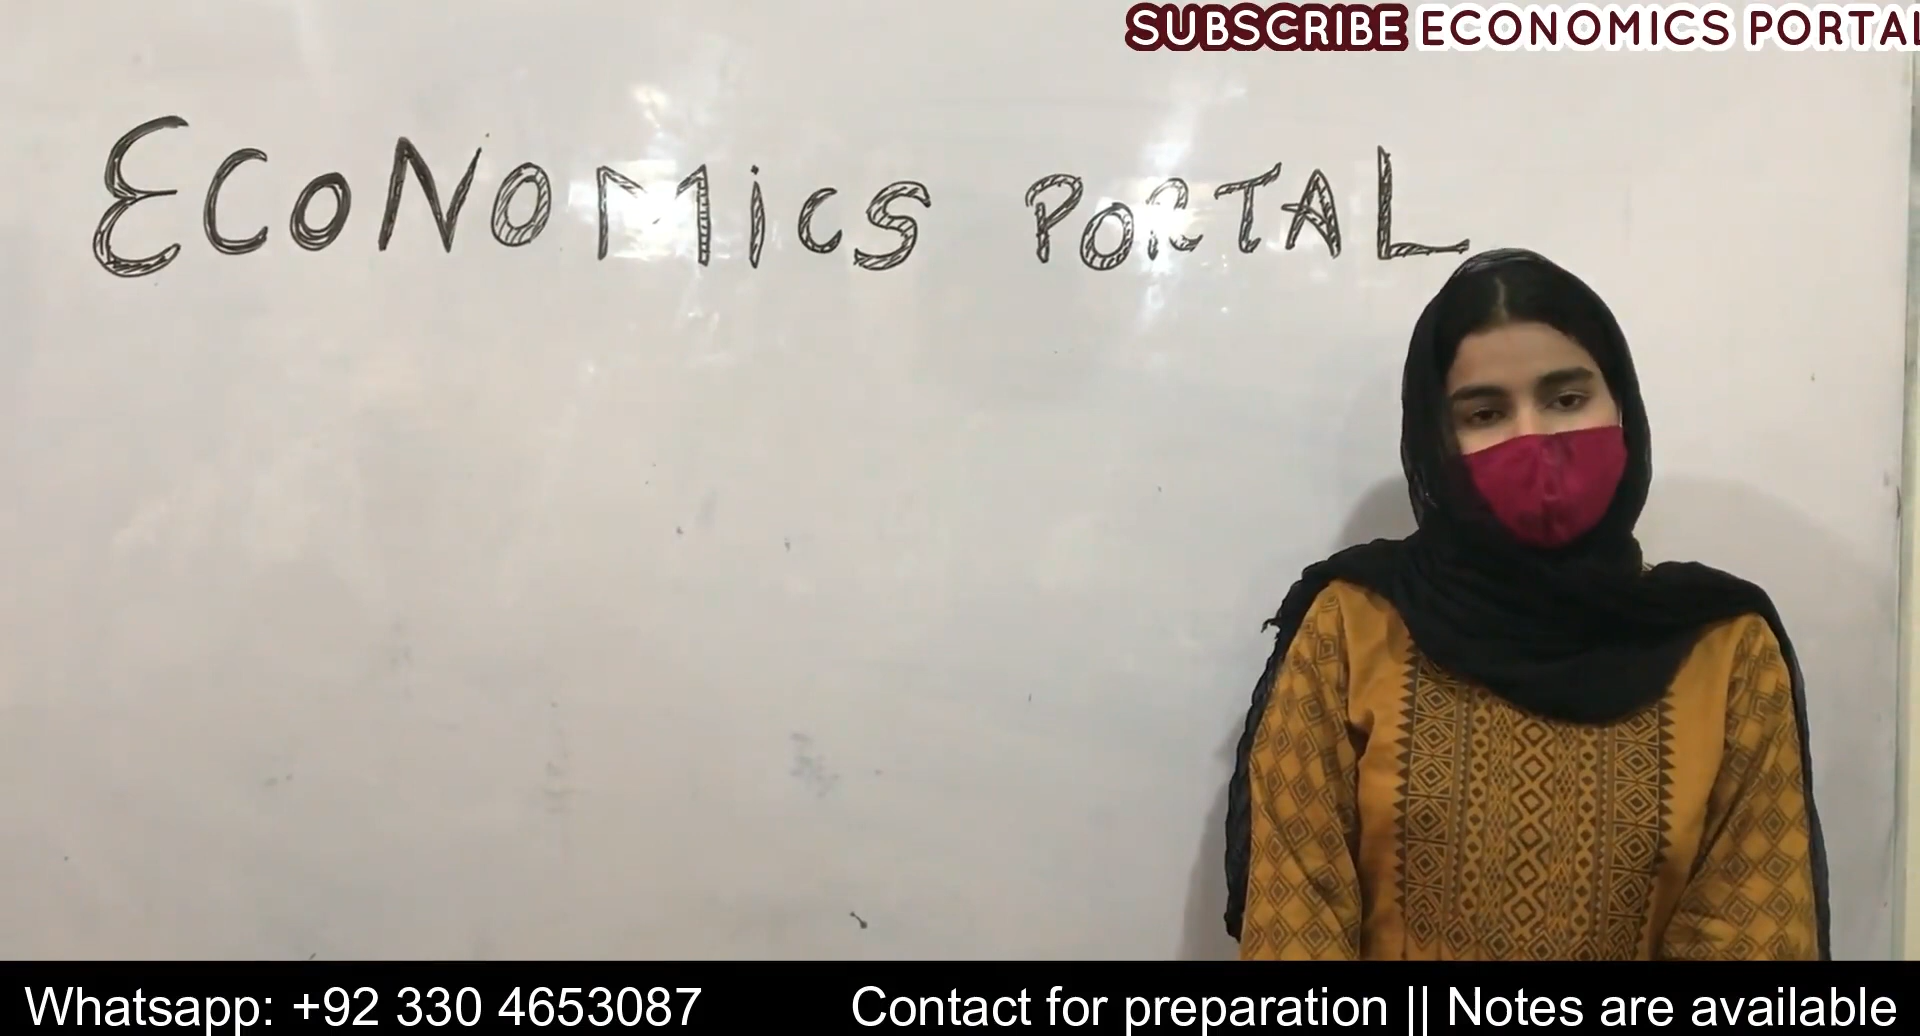 SUBSCRIBE ECONOMICS PORTAL
ECONOMiCS PORTAL
Whatsapp: +92 330 4653087 Contact for preparation || Notes are available